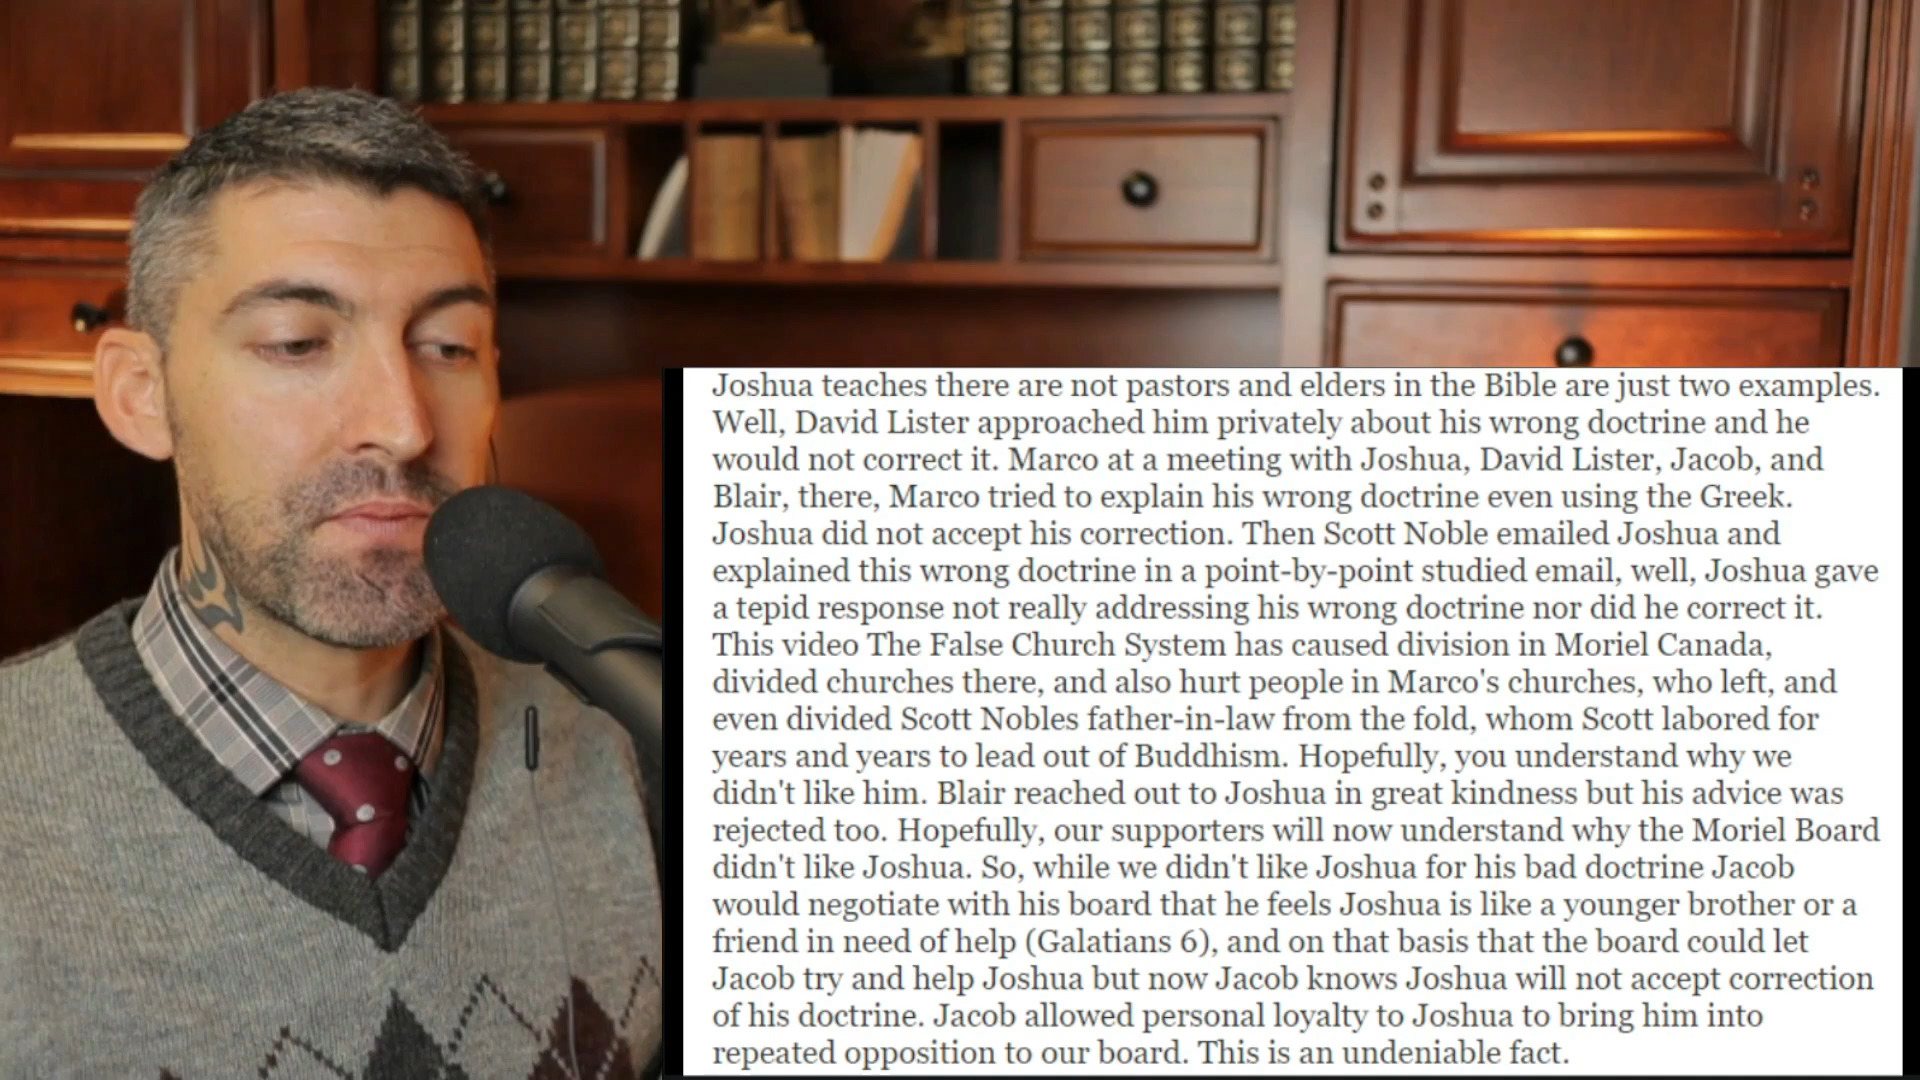 Joshua teaches there are not pastors and elders in the Bible are just two examples.
Well, David Lister approached him privately about his wrong doctrine and he
would not correct it. Marco at a meeting with Joshua, David Lister, Jacob, and
Blair, there, Marco tried to explain his wrong doctrine even using the Greek.
Joshua did not accept his correction. Then Scott Noble emailed Joshua and
explained this wrong doctrine in a point-by-point studied email, well, Joshua gave
a tepid response not really addressing his wrong doctrine nor did he correct it.
This video The False Church System has caused division in Moriel Canada,
divided churches there, and also hurt people in Marco's churches, who left, and
even divided Scott Nobles father-in-law from the fold, whom Scott labored for
years and years to lead out of Buddhism. Hopefully, you understand why we
didn't like him. Blair reached out to Joshua in great kindness but his advice was
rejected too. Hopefully, our supporters will now understand why the Moriel Board
didn't like Joshua. So, while we didn't like Joshua for his bad doctrine Jacob
would negotiate with his board that he feels Joshua is like a younger brother or a
friend in need of help (Galatians 6), and on that basis that the board could let
Jacob try and help Joshua but now Jacob knows Joshua will not accept correction
of his doctrine. Jacob allowed personal loyalty to Joshua to bring him into
repeated opposition to our board. This is an undeniable fact.